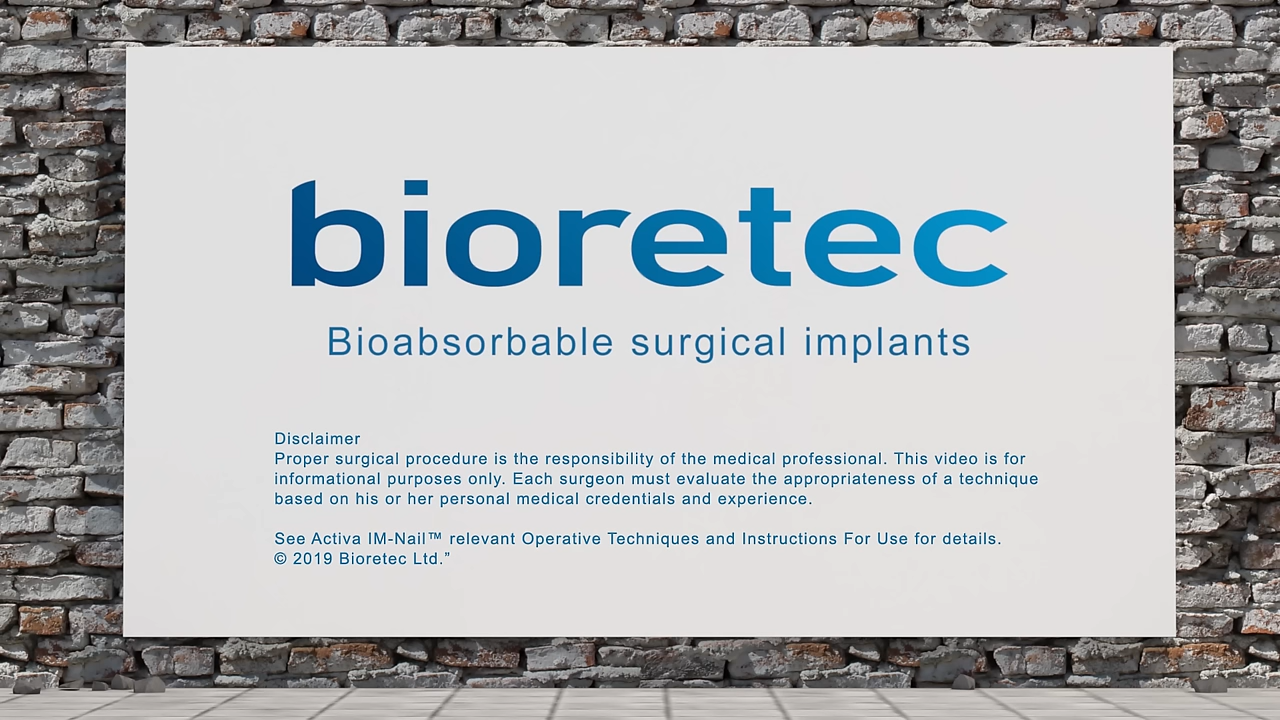 bioretec
Bioabsorbable surgical implants
Disclaimer
Proper surgical procedure is the responsibility of the medical professional. This video is for
informational purposes only. Each surgeon must evaluate the appropriateness of a technique
based on his or her personal medical credentials and experience.
See Activa IM-Nail™ relevant Operative Techniques and Instructions For Use for details.
© 2019 Bioretec Ltd.”